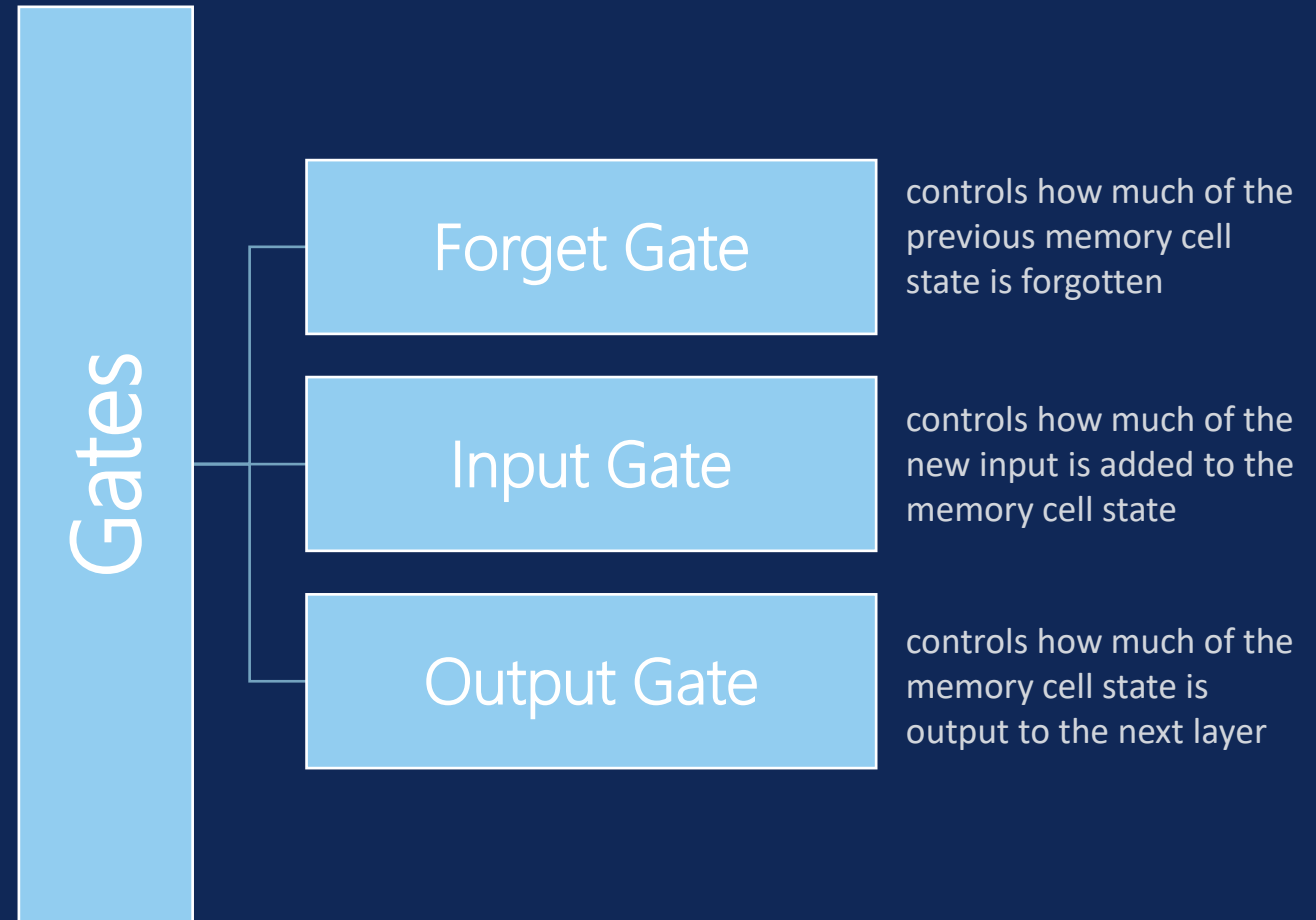 Gates
Forget Gate
controls how much of the
previous memory cell
state is forgotten
Input Gate
controls how much of the
new input is added to the
memory cell state
Output Gate
controls how much of the
memory cell state is
output to the next layer